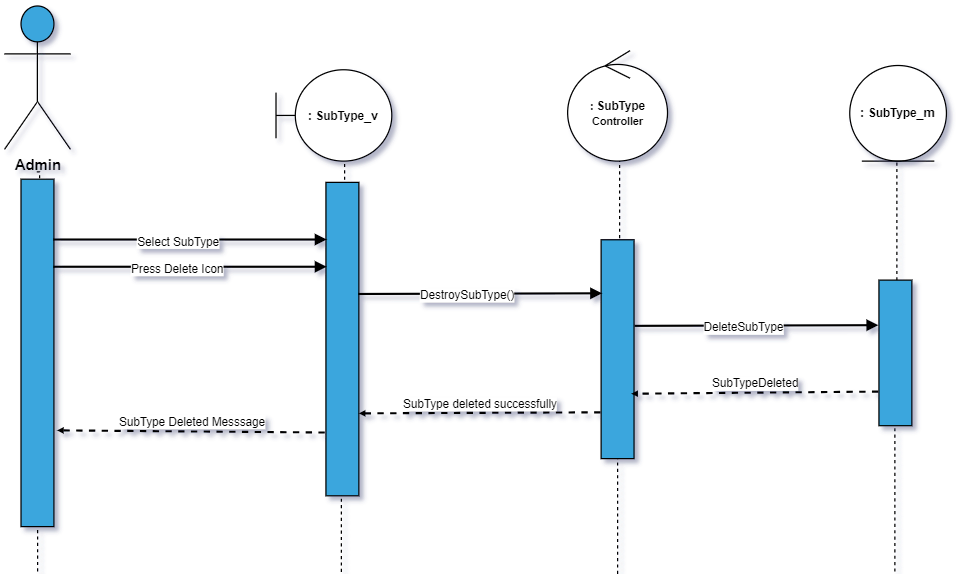 : SubType_v
: SubType
Controller
: SubType_m
Admin
Select SubType
Press Delete Icon
DestroySubType()
DeleteSubType
SubTypeDeleted
SubType deleted successfully
SubType Deleted Messsage